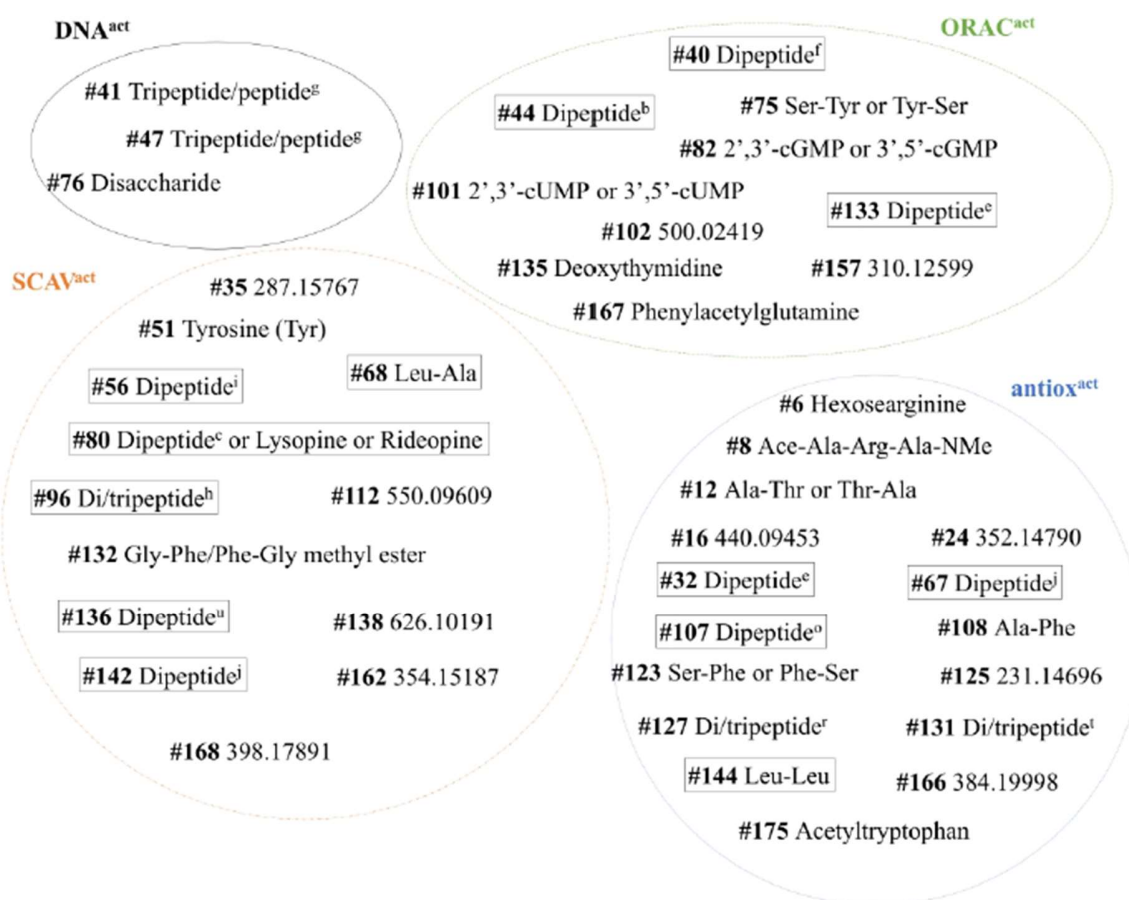 DNAact
#41 Tripeptide/peptideg
#47 Tripeptide/peptideg
#76 Disaccharide
ORACact
#40 Dipeptidef
#44 Dipeptideb
#75 Ser-Tyr or Tyr-Ser
#82 2’,3’-cGMP or 3’,5’-cGMP
#101 2’,3’-cUMP or 3’,5’-cUMP
#133 Dipeptidee
#102 500.02419
#135 Deoxythymidine
#157 310.12599
#167 Phenylacetylglutamine
SCAVact
#35 287.15767
#51 Tyrosine (Tyr)
#56 Dipeptidei
#68 Leu-Ala
#80 Dipeptidec or Lysopine or Rideopine
#96 Di/tripeptideh
#112 550.09609
#132 Gly-Phe/Phe-Gly methyl ester
#136 Dipeptideu
#138 626.10191
#142 Dipeptidej
#162 354.15187
#168 398.17891
antioxact
#6 Hexosearginine
#8 Ace-Ala-Arg-Ala-NMe
#12 Ala-Thr or Thr-Ala
#16 440.09453
#24 352.14790
#32 Dipeptidee
#67 Dipeptidej
#107 Dipeptideo
#108 Ala-Phe
#123 Ser-Phe or Phe-Ser
#125 231.14696
#127 Di/tripeptider
#131 Di/tripeptidet
#144 Leu-Leu
#166 384.19998
#175 Acetyltryptophan